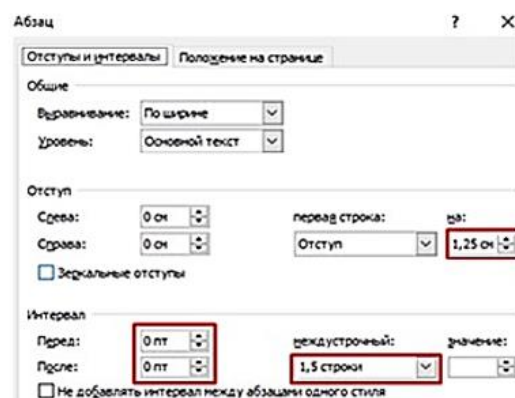 Абзац ? ×
Отступы и интервалы Положение на странице
Общие
Выравнивание: По ширине
Уровень: Основной текст
Отступ
Слева: 0 см первая строка: на:
Справа: 0 см Отступ 1,25 см
Зеркальные отступы
Интервал
Перед: 0 пт междустрочный: значение:
После: 0 пт 1,5 строки
Не добавлять интервал между абзацами одного стиля